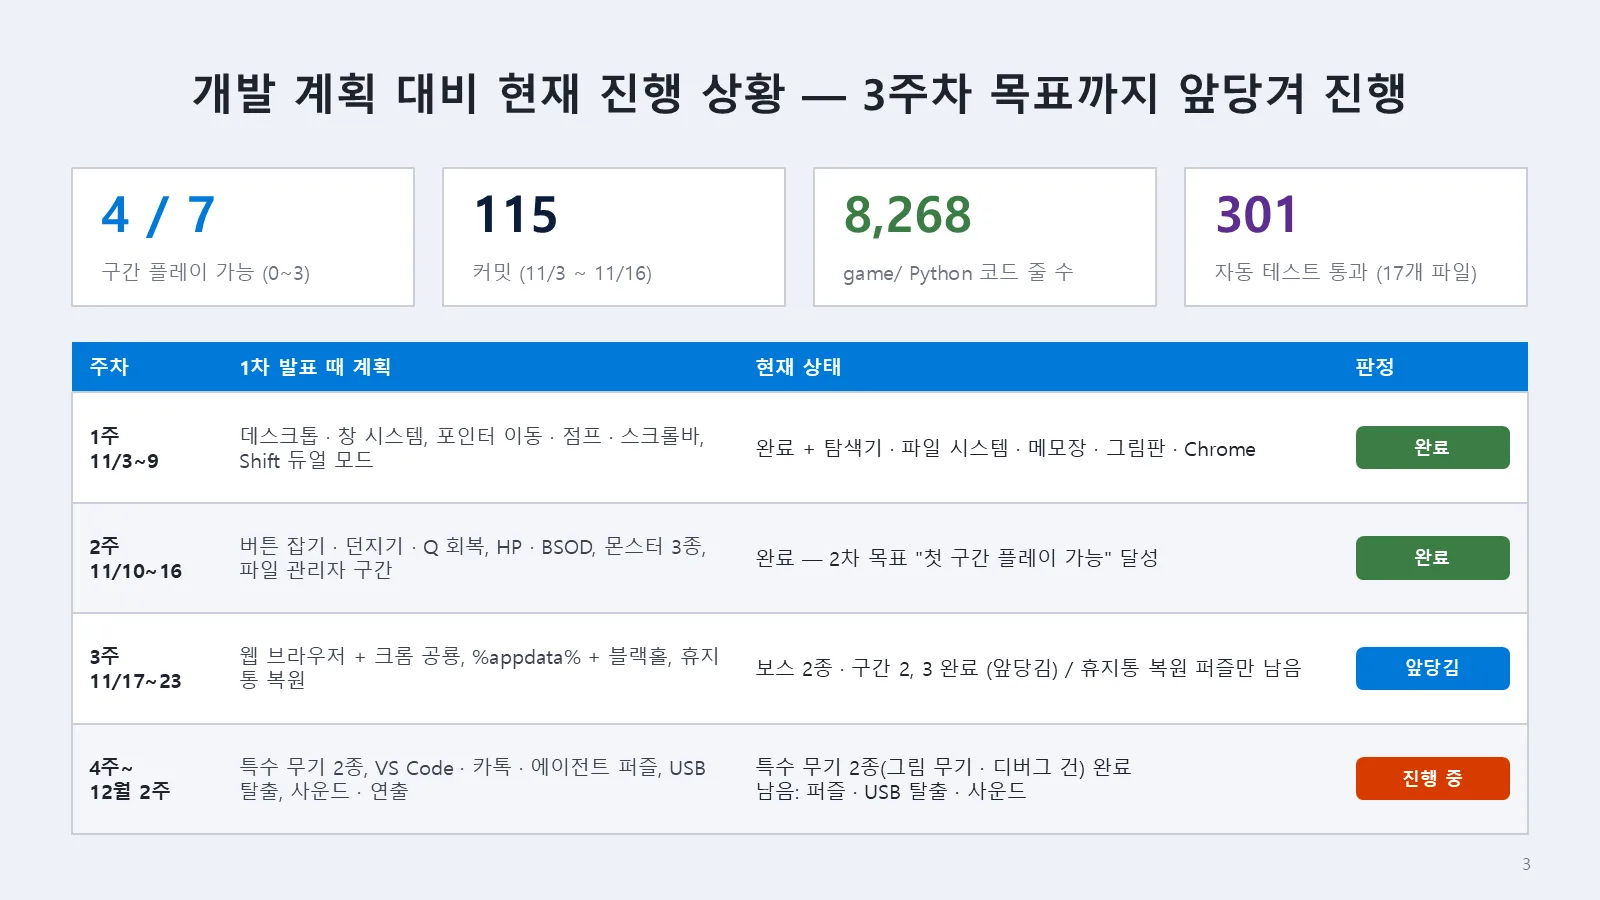 개발 계획 대비 현재 진행 상황 — 3주차 목표까지 앞당겨 진행
4 / 7
구간 플레이 가능 (0~3)
115
커밋 (11/3 ~ 11/16)
8,268
game/ Python 코드 줄 수
301
자동 테스트 통과 (17개 파일)
주차
1차 발표 때 계획
현재 상태
판정
1주
11/3~9
데스크톱 · 창 시스템, 포인터 이동 · 점프 · 스크롤바,
Shift 듀얼 모드
완료 + 탐색기 · 파일 시스템 · 메모장 · 그림판 · Chrome
완료
2주
11/10~16
버튼 잡기 · 던지기 · Q 회복, HP · BSOD, 몬스터 3종,
파일 관리자 구간
완료 — 2차 목표 "첫 구간 플레이 가능" 달성
완료
3주
11/17~23
웹 브라우저 + 크롬 공룡, %appdata% + 블랙홀, 휴지
통 복원
보스 2종 · 구간 2, 3 완료 (앞당김) / 휴지통 복원 퍼즐만 남음
앞당김
4주~
12월 2주
특수 무기 2종, VS Code · 카톡 · 에이전트 퍼즐, USB
탈출, 사운드 · 연출
특수 무기 2종(그림 무기 · 디버그 건) 완료
남음: 퍼즐 · USB 탈출 · 사운드
진행 중
3